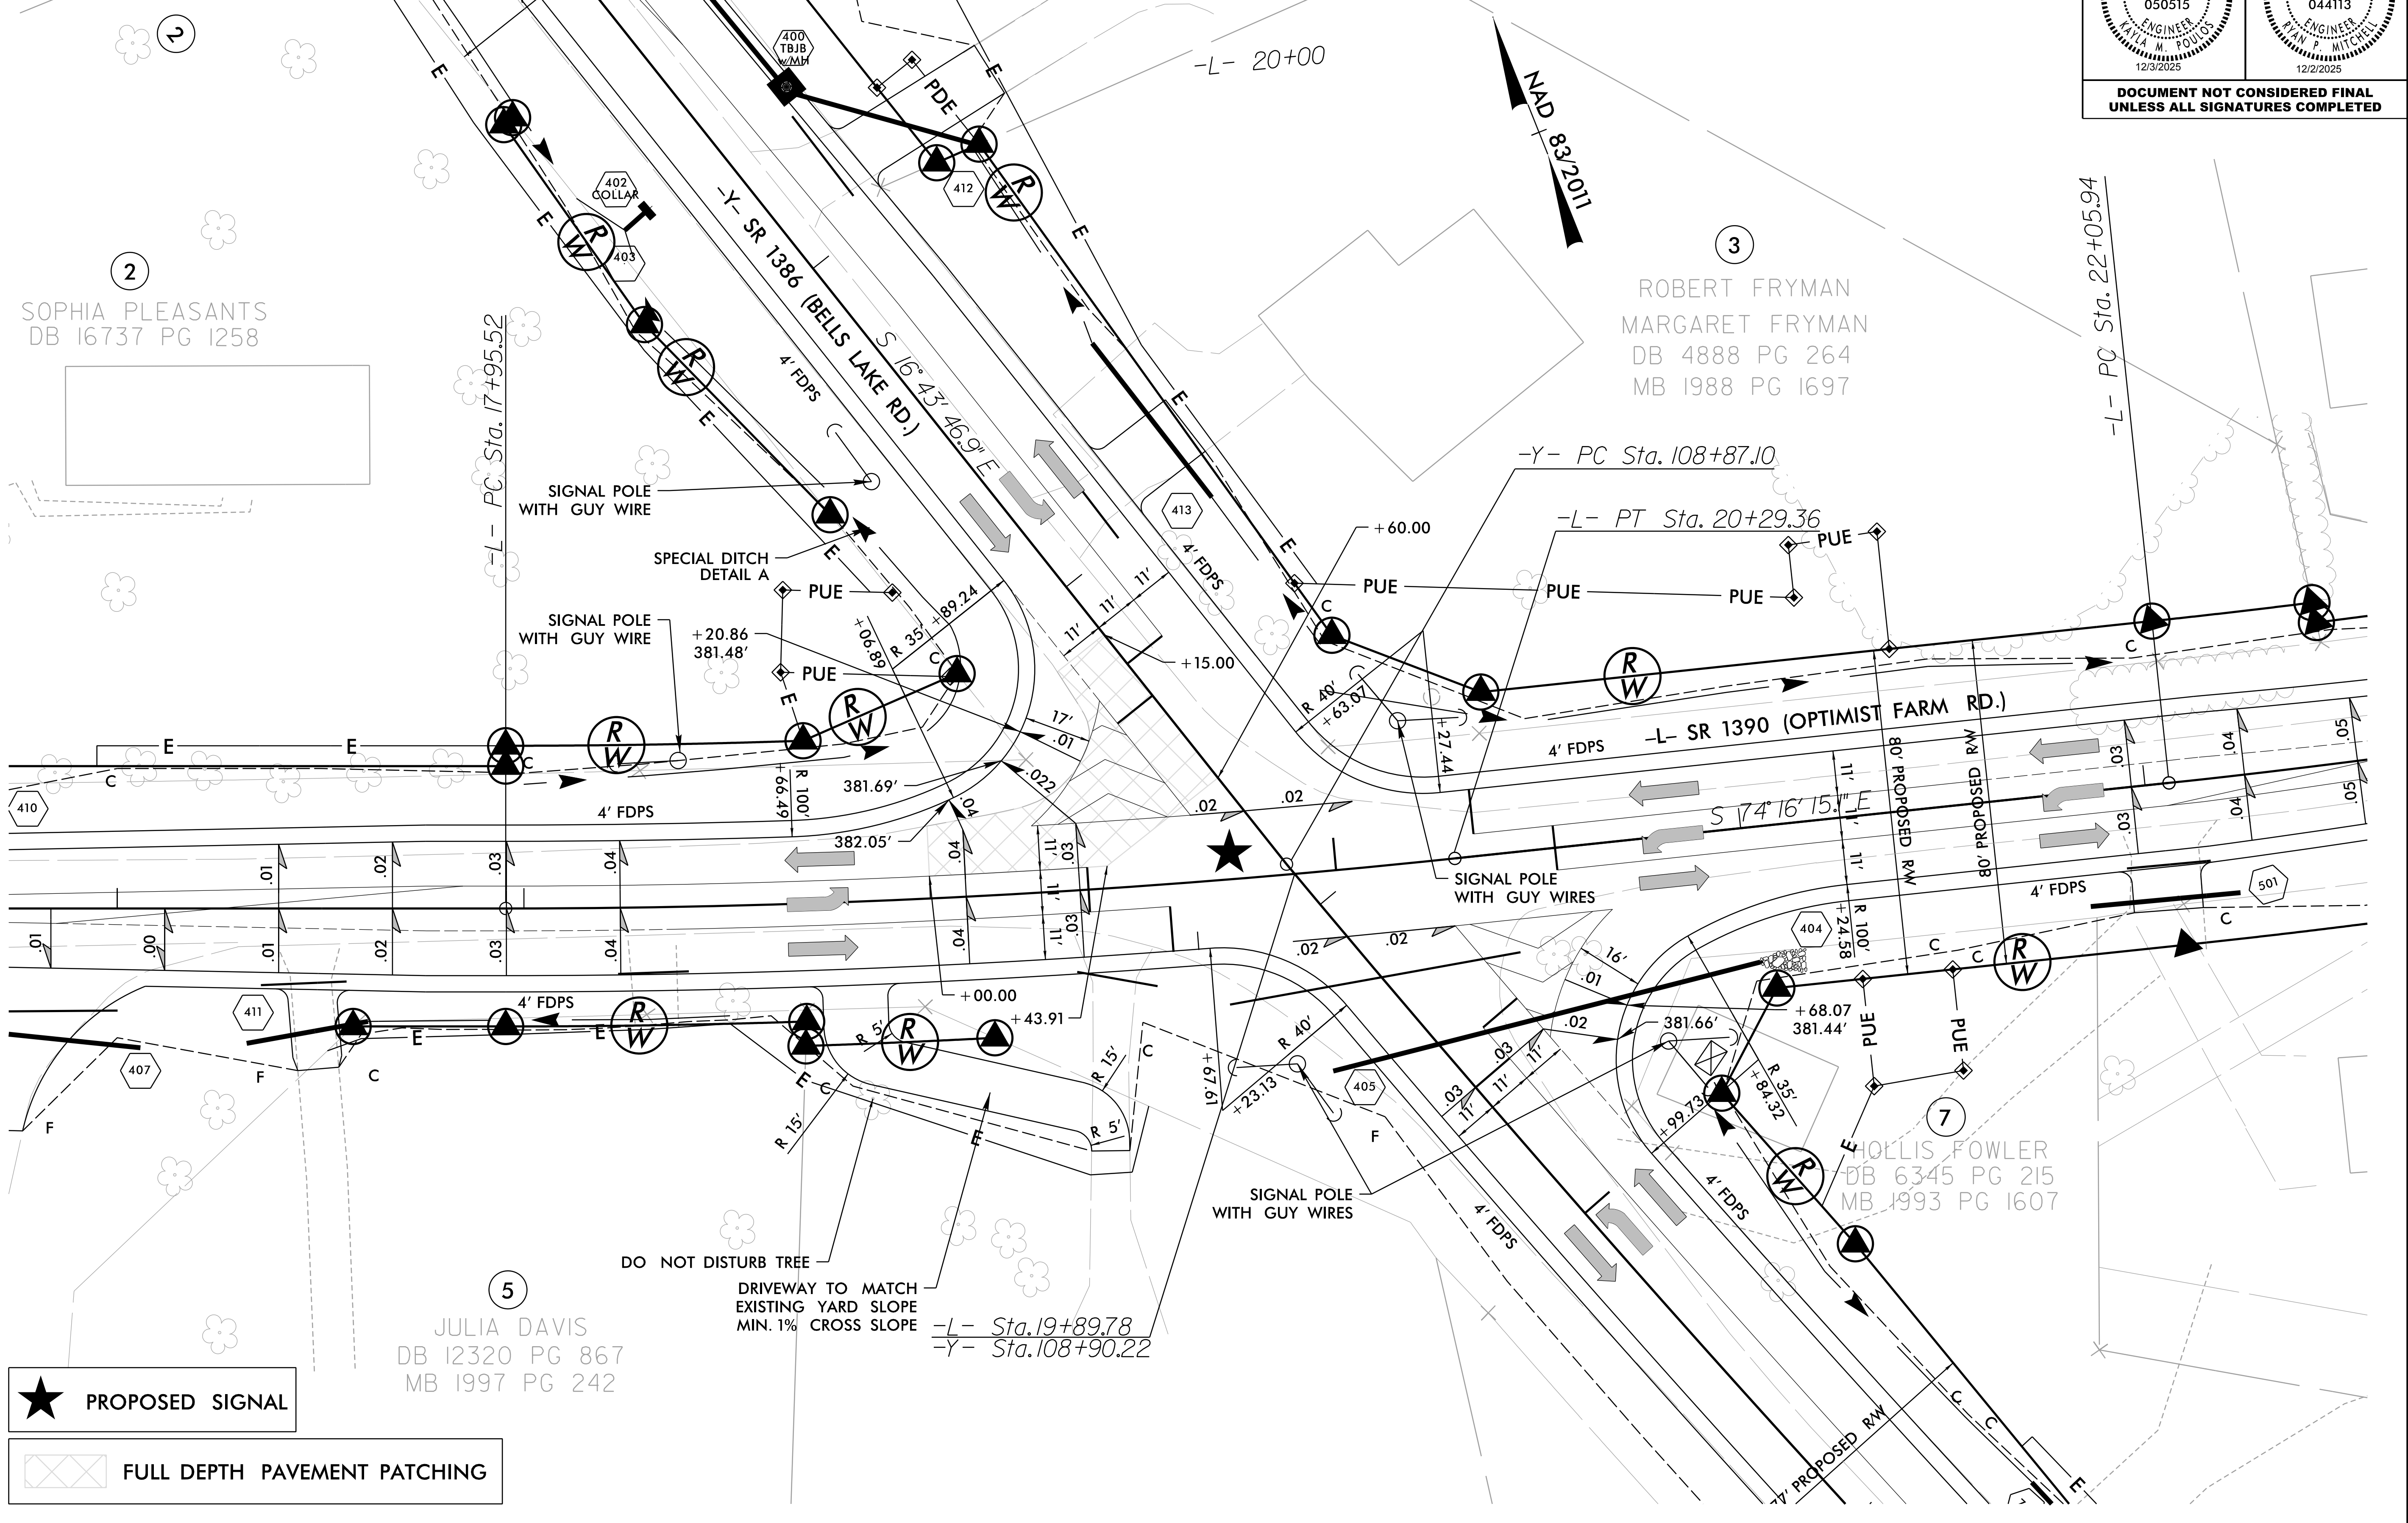 050515
ENGINEER
KAYLA M. POULOS
12/3/2025
044113
ENGINEER
RYAN P. MITCHELL
12/2/2025
DOCUMENT NOT CONSIDERED FINAL
UNLESS ALL SIGNATURES COMPLETED
2
400
TBJB
w/MH
E
PDE
E
-L- 20+00
NAD 83/2011
412
R/W
402
COLLAR
403
E
R/W
2
SOPHIA PLEASANTS
DB 16737 PG 1258
3
ROBERT FRYMAN
MARGARET FRYMAN
DB 4888 PG 264
MB 1988 PG 1697
-L- PC Sta. 17+95.52
-L- PC Sta. 22+05.94
-Y- SR 1386 (BELLS LAKE RD.)
S 16° 43' 46.9" E
4' FDPS
E
R/W
E
E
-Y- PC Sta. 108+87.10
-L- PT Sta. 20+29.36
SIGNAL POLE
WITH GUY WIRE
413
4' FDPS
E
+60.00
SPECIAL DITCH
DETAIL A
E
PUE
PUE
PUE
PUE
PUE
C
11'
11'
11'
+15.00
SIGNAL POLE
WITH GUY WIRE
+20.86
381.48'
+06.89
R 35'
+89.24
C
PUE
E
R/W
R/W
E
E
C
C
410
R 100'
+66.49
17'
.01
381.69'
.022
.04
382.05'
4' FDPS
R 40'
+63.07
+27.44
R/W
-L- SR 1390 (OPTIMIST FARM RD.)
4' FDPS
C
S 74° 16' 15.1" E
80' PROPOSED R/W
80' PROPOSED R/W
11'
11'
11'
.03
.04
.05
.03
.04
.05
.02
.02
.01
.02
.03
.04
.04
.03
11'
11'
11'
.01
.00
.01
.02
.03
.04
.04
.03
SIGNAL POLE
WITH GUY WIRES
.02
.02
4' FDPS
501
C
R 100'
+24.58
404
C
C
R/W
16'
.01
+00.00
+43.91
411
4' FDPS
R/W
E
E
407
F
C
F
R 5'
R/W
R 15'
C
E
C
R 15'
R 5'
E
+67.61
R 40'
+23.13
405
F
.02
381.66'
+68.07
381.44'
.03
.03
11'
11'
11'
R 35'
+84.32
+99.73
PUE
PUE
E
7
HOLLIS FOWLER
DB 6345 PG 215
MB 1993 PG 1607
R/W
4' FDPS
4' FDPS
SIGNAL POLE
WITH GUY WIRES
DO NOT DISTURB TREE
DRIVEWAY TO MATCH
EXISTING YARD SLOPE
MIN. 1% CROSS SLOPE
-L- Sta.19+89.78
-Y- Sta.108+90.22
5
JULIA DAVIS
DB 12320 PG 867
MB 1997 PG 242
PROPOSED SIGNAL
FULL DEPTH PAVEMENT PATCHING
PROPOSED R/W
C
C
E